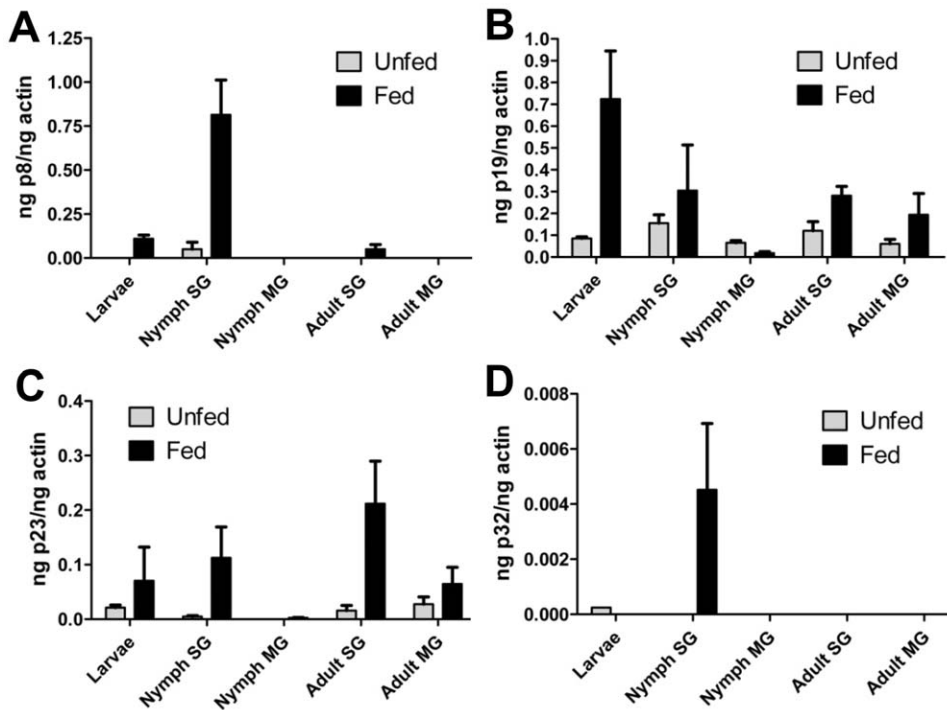 A
ng p8/ng actin
1.25
1.00
0.75
0.50
0.25
0.00
Unfed
Fed
Larvae
Nymph SG
Nymph MG
Adult SG
Adult MG
B
ng p19/ng actin
1.0
0.9
0.8
0.7
0.6
0.5
0.4
0.3
0.2
0.1
0.0
Unfed
Fed
Larvae
Nymph SG
Nymph MG
Adult SG
Adult MG
C
ng p23/ng actin
0.4
0.3
0.2
0.1
0.0
Unfed
Fed
Larvae
Nymph SG
Nymph MG
Adult SG
Adult MG
D
ng p32/ng actin
0.008
0.006
0.004
0.002
0.000
Unfed
Fed
Larvae
Nymph SG
Nymph MG
Adult SG
Adult MG